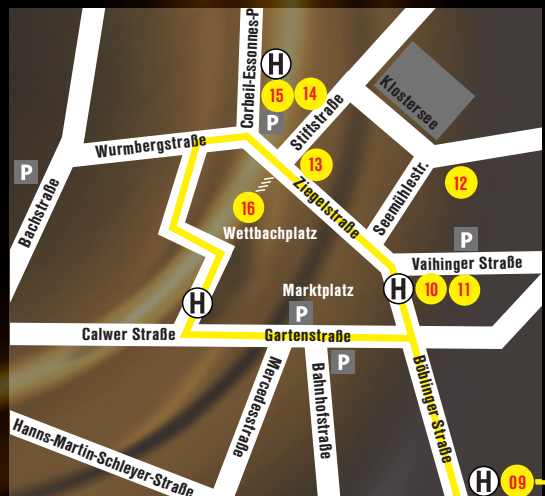 Corbeil-Essonnes-P
H
15
14
P
Stiftstraße
Klostersee
Wurmbergstraße
13
P
Bachstraße
Ziegelstraße
Seemühlestr.
12
16
Wettbachplatz
P
Vaihinger Straße
H
Marktplatz
H
10
11
P
Calwer Straße
Gartenstraße
P
Mercedesstraße
Bahnhofstraße
Böblinger Straße
Hanns-Martin-Schleyer-Straße
H
09